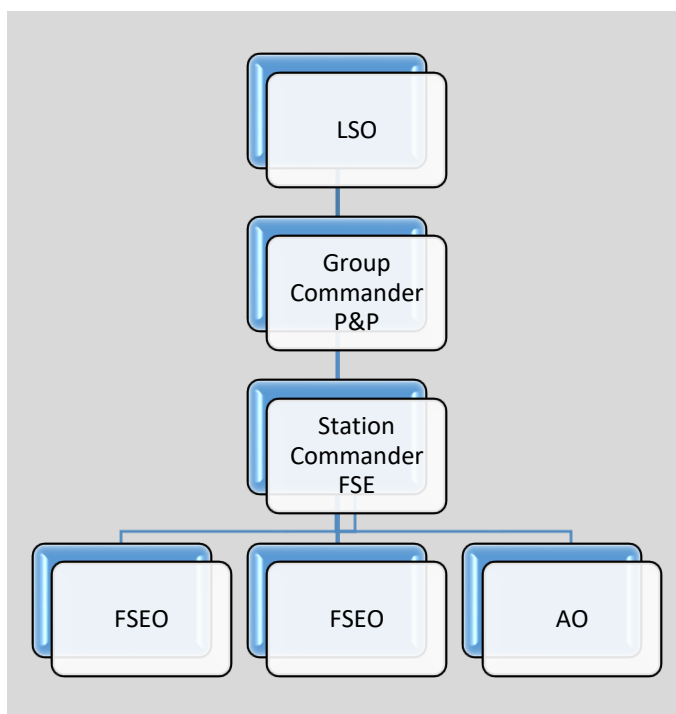 LSO
Group
Commander
P&P
Station
Commander
FSE
FSEO
FSEO
AO